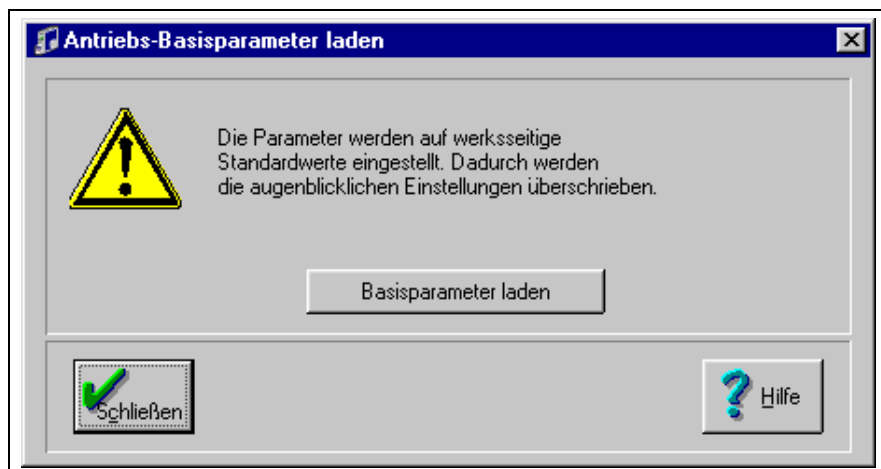 Antriebs-Basisparameter laden
Die Parameter werden auf werksseitige
Standardwerte eingestellt. Dadurch werden
die augenblicklichen Einstellungen überschrieben.
Basisparameter laden
Schließen
Hilfe